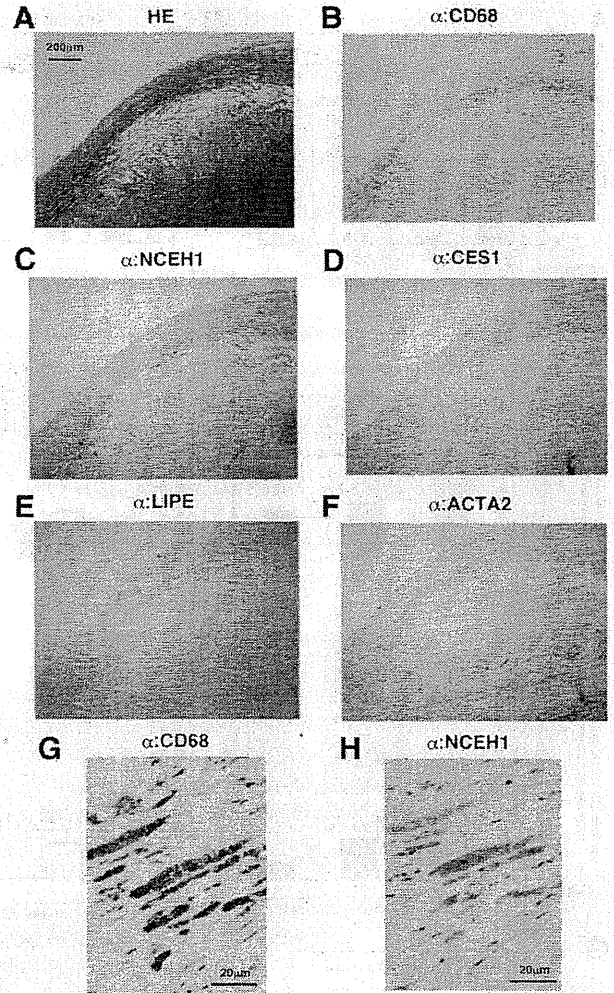 A HE
200μm
B α:CD68
C α:NCEH1
D α:CES1
E α:LIPE
F α:ACTA2
G α:CD68
20μm
H α:NCEH1
20μm